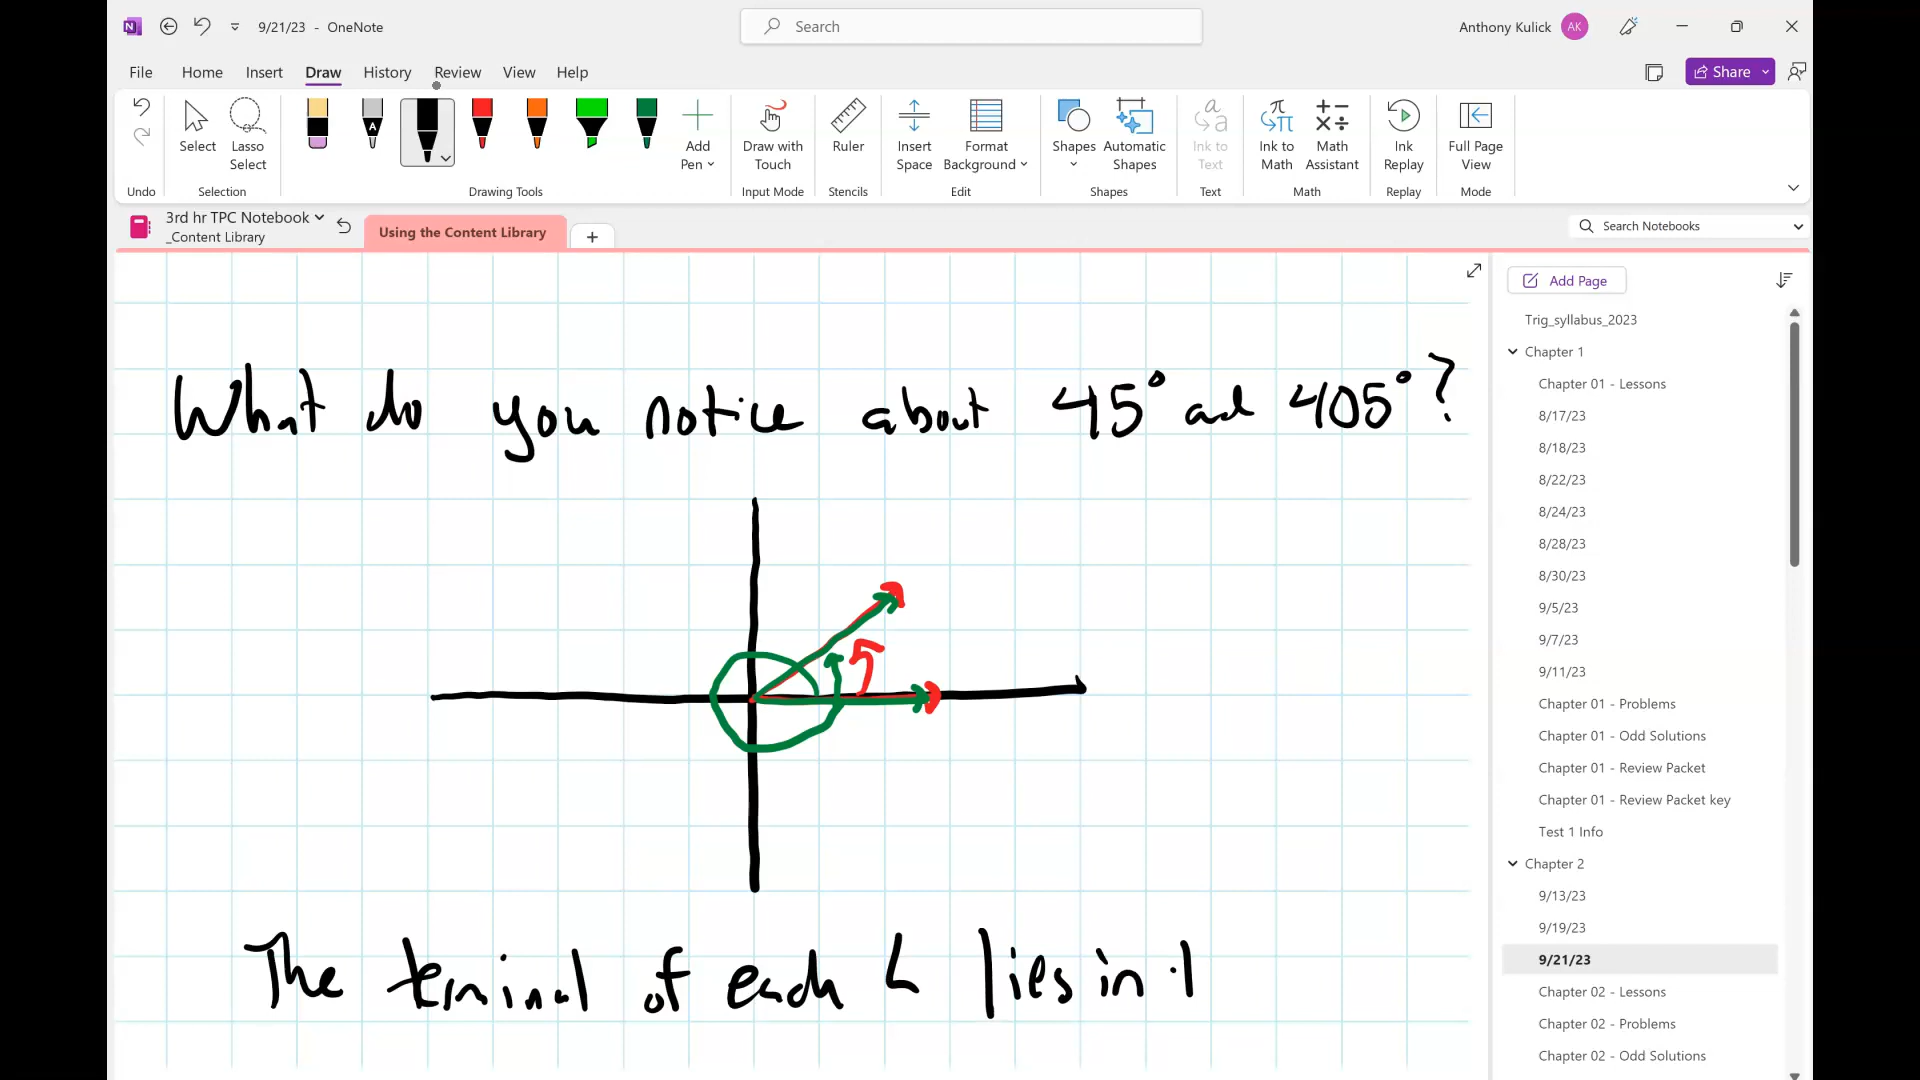 9/21/23 - OneNote
Search
Anthony Kulick AK
File Home Insert Draw History Review View Help
Share
Undo
Select
Lasso Select
Selection
A
Drawing Tools
Add Pen
Draw with Touch
Input Mode
Ruler
Stencils
Insert Space
Format Background
Edit
Shapes
Automatic Shapes
Shapes
Ink to Text
Text
Ink to Math
Math Assistant
Math
Ink Replay
Replay
Full Page View
Mode
3rd hr TPC Notebook
_Content Library
Using the Content Library
Search Notebooks
What do you notice about 45° ad 405°?
The terminal of each lies in
Add Page
Trig_syllabus_2023
Chapter 1
Chapter 01 - Lessons
8/17/23
8/18/23
8/22/23
8/24/23
8/28/23
8/30/23
9/5/23
9/7/23
9/11/23
Chapter 01 - Problems
Chapter 01 - Odd Solutions
Chapter 01 - Review Packet
Chapter 01 - Review Packet key
Test 1 Info
Chapter 2
9/13/23
9/19/23
9/21/23
Chapter 02 - Lessons
Chapter 02 - Problems
Chapter 02 - Odd Solutions